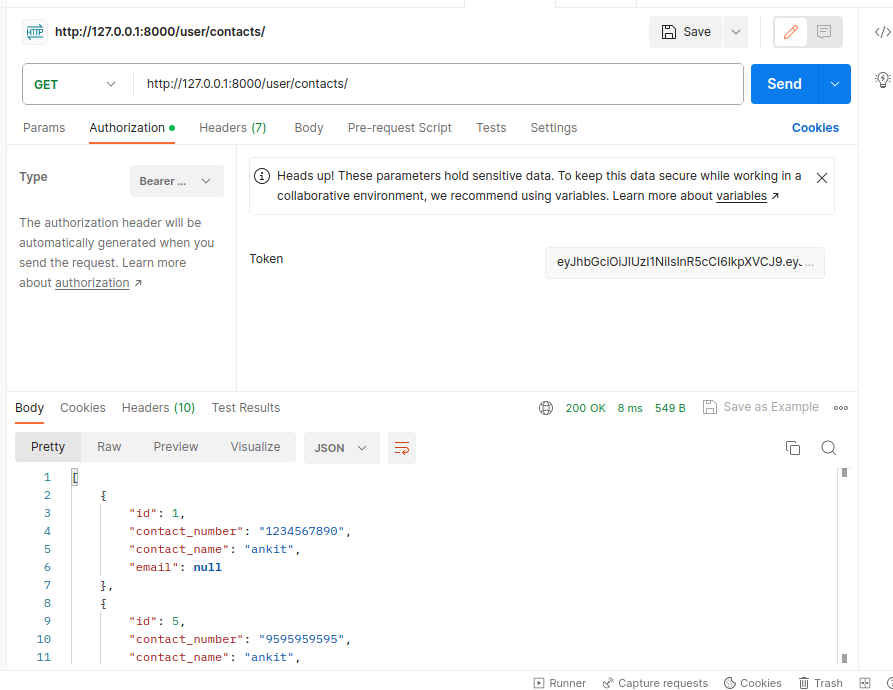 HTTP http://127.0.0.1:8000/user/contacts/ Save
GET http://127.0.0.1:8000/user/contacts/ Send
Params Authorization Headers (7) Body Pre-request Script Tests Settings Cookies
Type Bearer ...
The authorization header will be
automatically generated when you
send the request. Learn more
about authorization ↗
Heads up! These parameters hold sensitive data. To keep this data secure while working in a
collaborative environment, we recommend using variables. Learn more about variables ↗
Token eyJhbGciOiJIUzI1NiIsInR5cCI6IkpXVCJ9.eyJ...
Body Cookies Headers (10) Test Results 200 OK 8 ms 549 B Save as Example
Pretty Raw Preview Visualize JSON
1 [
2 {
3 "id": 1,
4 "contact_number": "1234567890",
5 "contact_name": "ankit",
6 "email": null
7 },
8 {
9 "id": 5,
10 "contact_number": "9595959595",
11 "contact_name": "ankit",
Runner Capture requests Cookies Trash